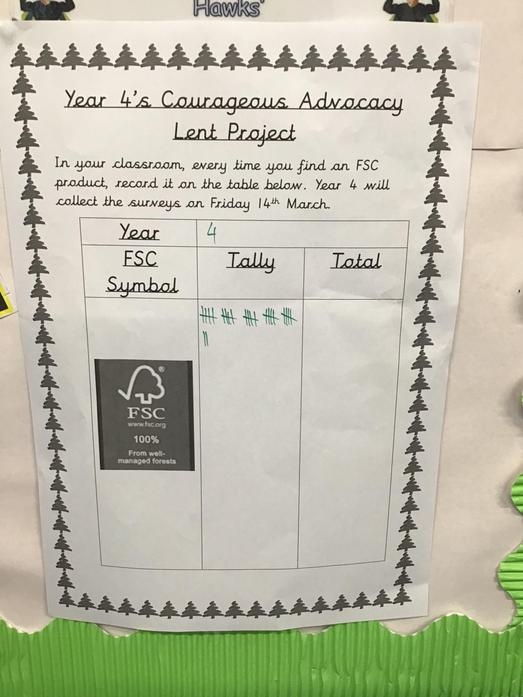 Hawks'
Year 4's Courageous Advocacy
Lent Project
In your classroom, every time you find an FSC
product, record it on the table below. Year 4 will
collect the surveys on Friday 14th March.
Year 4
FSC Symbol Tally Total
FSC
www.fsc.org
100%
From well-
managed forests